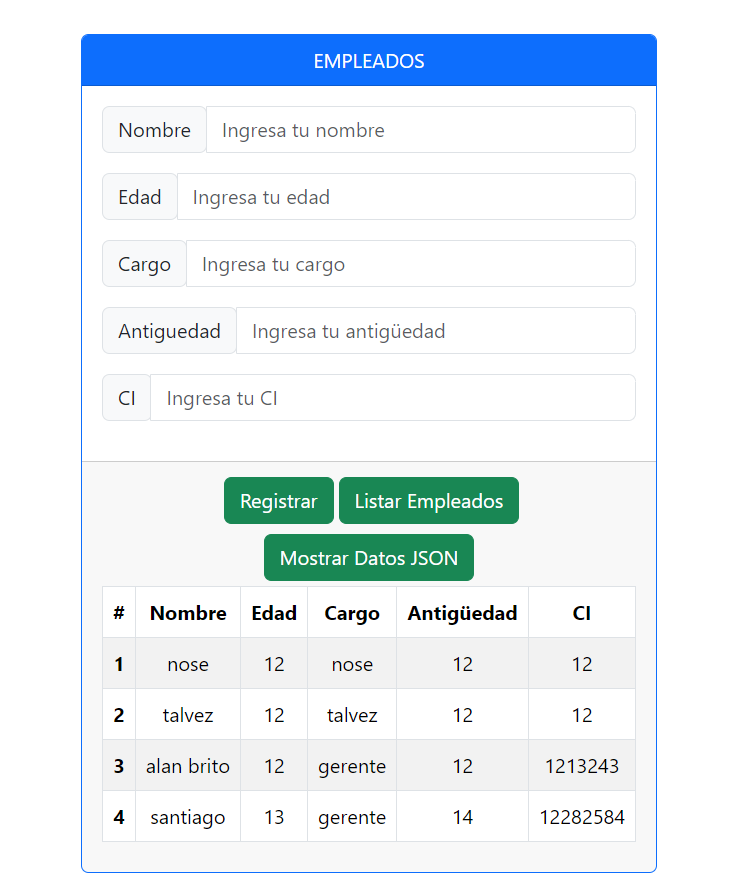 EMPLEADOS
Nombre Ingresa tu nombre
Edad Ingresa tu edad
Cargo Ingresa tu cargo
Antiguedad Ingresa tu antigüedad
CI Ingresa tu CI
Registrar Listar Empleados
Mostrar Datos JSON
# Nombre Edad Cargo Antigüedad CI
1 nose 12 nose 12 12
2 talvez 12 talvez 12 12
3 alan brito 12 gerente 12 1213243
4 santiago 13 gerente 14 12282584